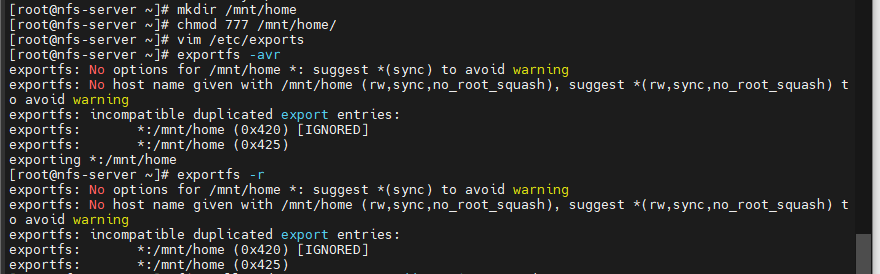 [root@nfs-server ~]# mkdir /mnt/home
[root@nfs-server ~]# chmod 777 /mnt/home/
[root@nfs-server ~]# vim /etc/exports
[root@nfs-server ~]# exportfs -avr
exportfs: No options for /mnt/home *: suggest *(sync) to avoid warning
exportfs: No host name given with /mnt/home (rw,sync,no_root_squash), suggest *(rw,sync,no_root_squash) t
o avoid warning
exportfs: incompatible duplicated export entries:
exportfs:       *:/mnt/home (0x420) [IGNORED]
exportfs:       *:/mnt/home (0x425)
exporting *:/mnt/home
[root@nfs-server ~]# exportfs -r
exportfs: No options for /mnt/home *: suggest *(sync) to avoid warning
exportfs: No host name given with /mnt/home (rw,sync,no_root_squash), suggest *(rw,sync,no_root_squash) t
o avoid warning
exportfs: incompatible duplicated export entries:
exportfs:       *:/mnt/home (0x420) [IGNORED]
exportfs:       *:/mnt/home (0x425)